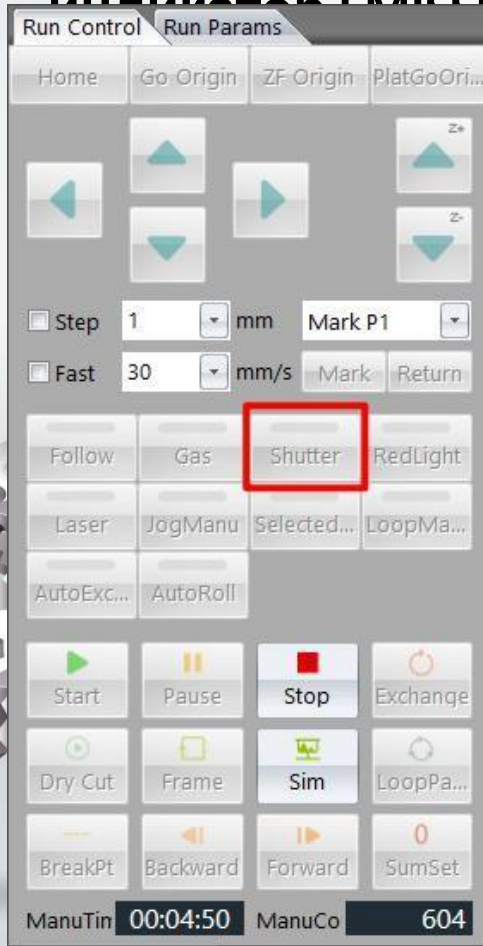 Run Control Run Params
Home Go Origin ZF Origin PlatGoOri...
Z+
Z-
Step 1 mm Mark P1
Fast 30 mm/s Mark Return
Follow Gas Shutter RedLight
Laser JogManu Selected... LoopMa...
AutoExc... AutoRoll
Start Pause Stop Exchange
Dry Cut Frame Sim LoopPa...
BreakPt Backward Forward 0 SumSet
ManuTin 00:04:50 ManuCo 604